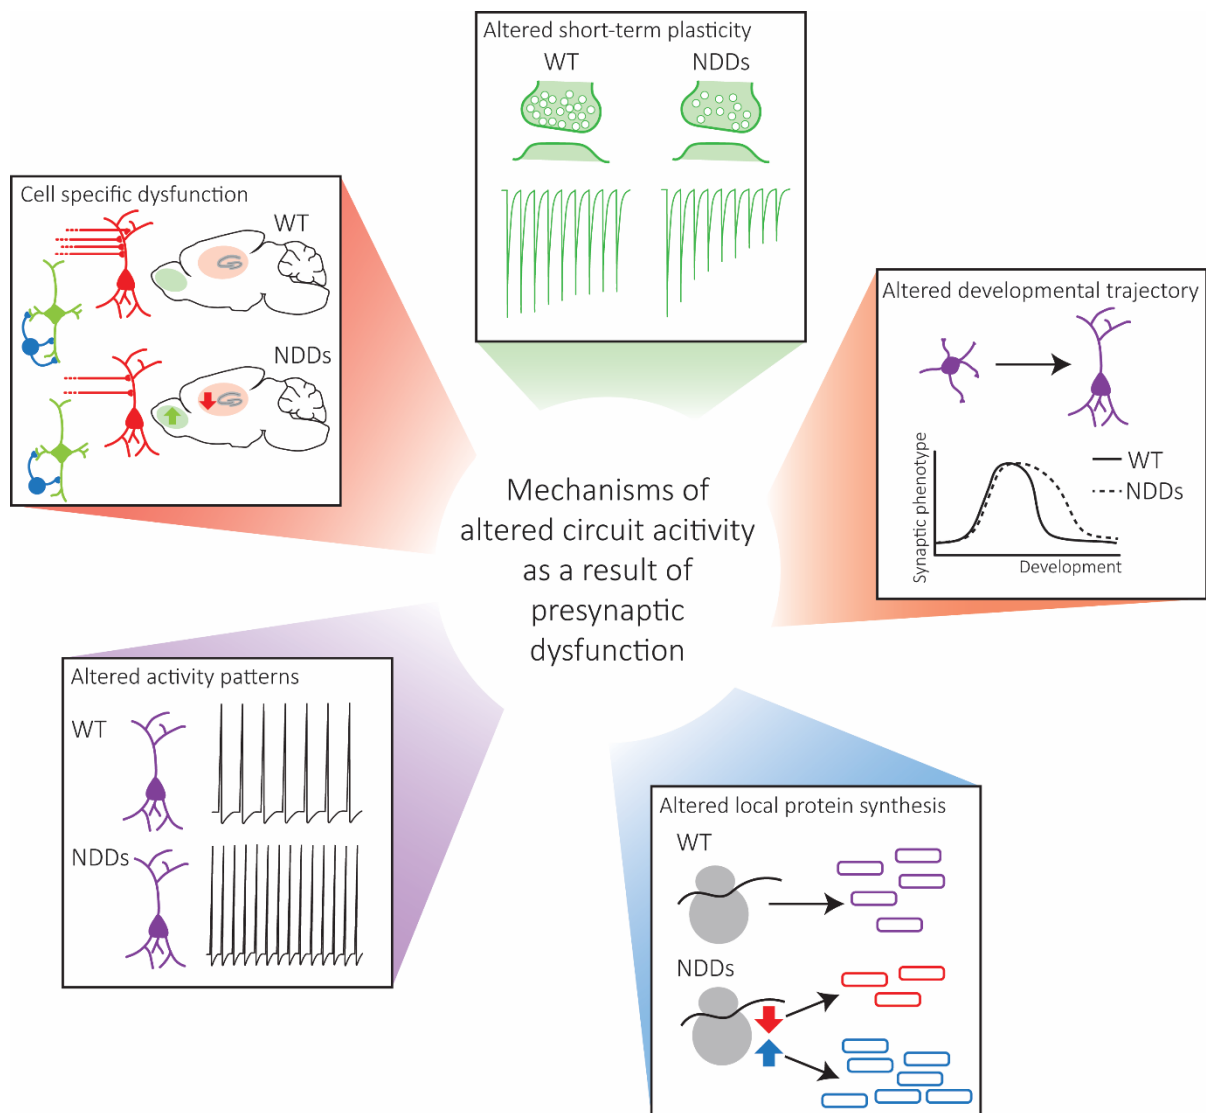 Altered short-term plasticity
WT
NDDs
Cell specific dysfunction
WT
NDDs
Altered developmental trajectory
WT
NDDs
Synaptic phenotype
Development
Mechanisms of
altered circuit acitivity
as a result of
presynaptic
dysfunction
Altered activity patterns
WT
NDDs
Altered local protein synthesis
WT
NDDs